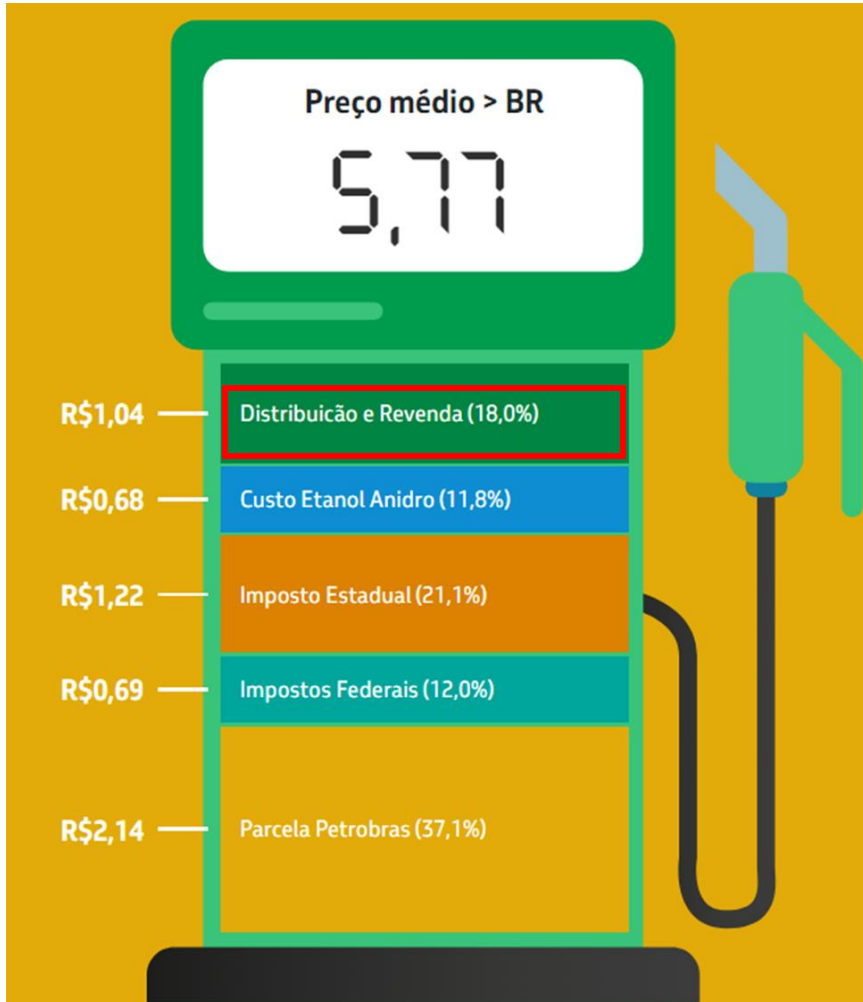 Preço médio > BR
5,77
R$1,04 Distribuicão e Revenda (18,0%)
R$0,68 Custo Etanol Anidro (11,8%)
R$1,22 Imposto Estadual (21,1%)
R$0,69 Impostos Federais (12,0%)
R$2,14 Parcela Petrobras (37,1%)